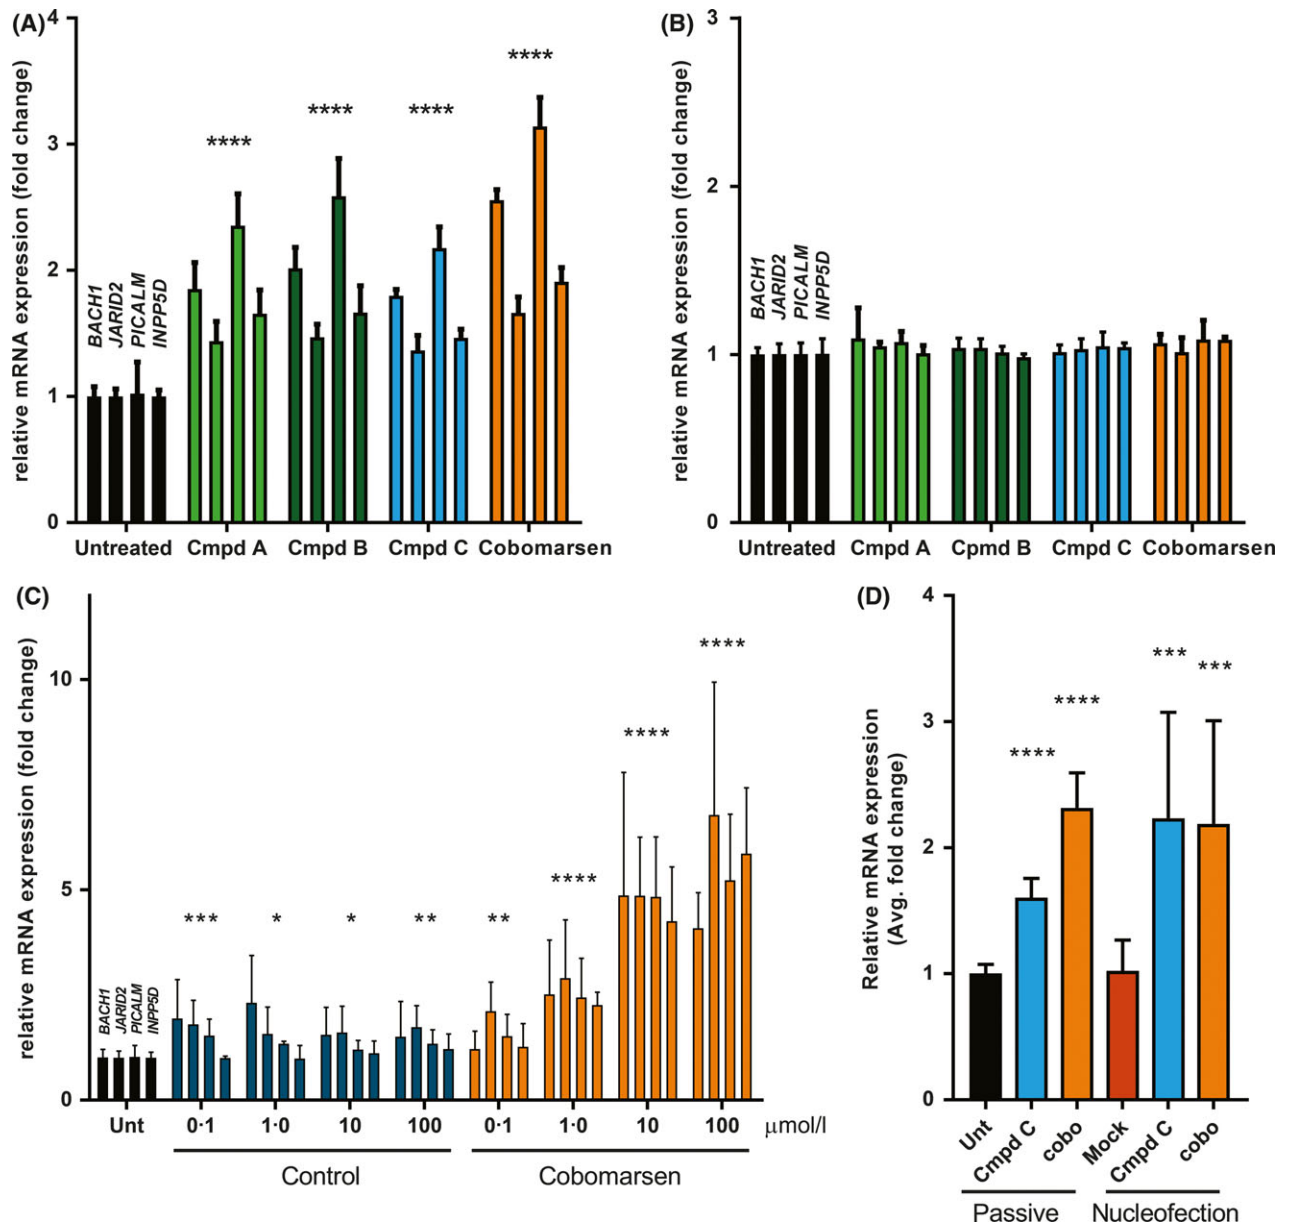 (A)
relative mRNA expression (fold change)
4
3
2
1
0
****
****
****
****
BACH1
JARID2
PICALM
INPP5D
Untreated Cmpd A Cmpd B Cmpd C Cobomarsen
(B)
relative mRNA expression (fold change)
3
2
1
0
BACH1
JARID2
PICALM
INPP5D
Untreated Cmpd A Cpmd B Cmpd C Cobomarsen
(C)
relative mRNA expression (fold change)
10
5
0
BACH1
JARID2
PICALM
INPP5D
***
*
*
**
**
****
****
****
Unt 0·1 1·0 10 100 0·1 1·0 10 100 μmol/l
Control Cobomarsen
(D)
Relative mRNA expression
(Avg. fold change)
4
3
2
1
0
****
****
***
***
Unt
Cmpd C
cobo
Mock
Cmpd C
cobo
Passive Nucleofection